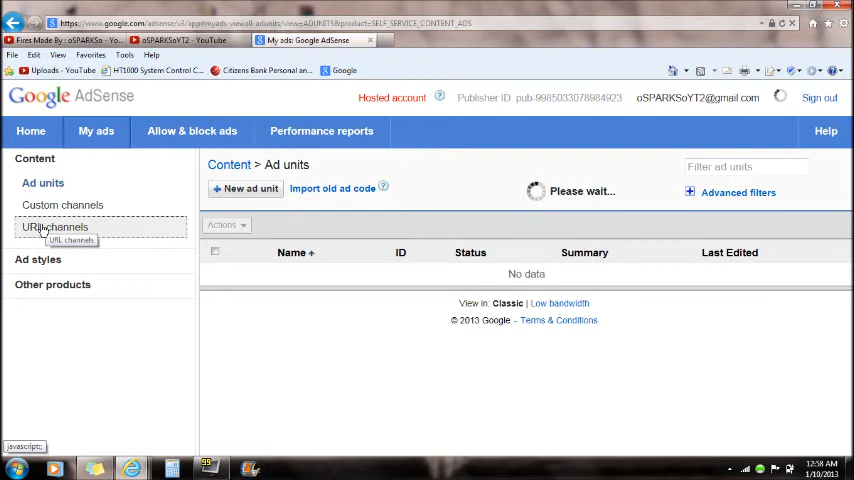 https://www.google.com/adsense/v3/app#myads-viewall-adunits/view=ADUNITS&product=SELF_SERVICE_CONTENT_ADS
Fires Made By : oSPARKSo - Yo...
oSPARKSoYT2 - YouTube
My ads: Google AdSense
File Edit View Favorites Tools Help
Uploads - YouTube
HT1000 System Control C...
Citizens Bank Personal an...
Google
Google AdSense
Hosted account
Publisher ID: pub-9985033078984923
oSPARKSoYT2@gmail.com
Sign out
Home
My ads
Allow & block ads
Performance reports
Help
Content
Ad units
Custom channels
URL channels
URL channels
Ad styles
Other products
Content > Ad units
Filter ad units
+ New ad unit
Import old ad code
Please wait...
Advanced filters
Actions
Name ID Status Summary Last Edited
No data
View in: Classic | Low bandwidth
© 2013 Google - Terms & Conditions
javascript:;
99
12:58 AM
1/10/2013